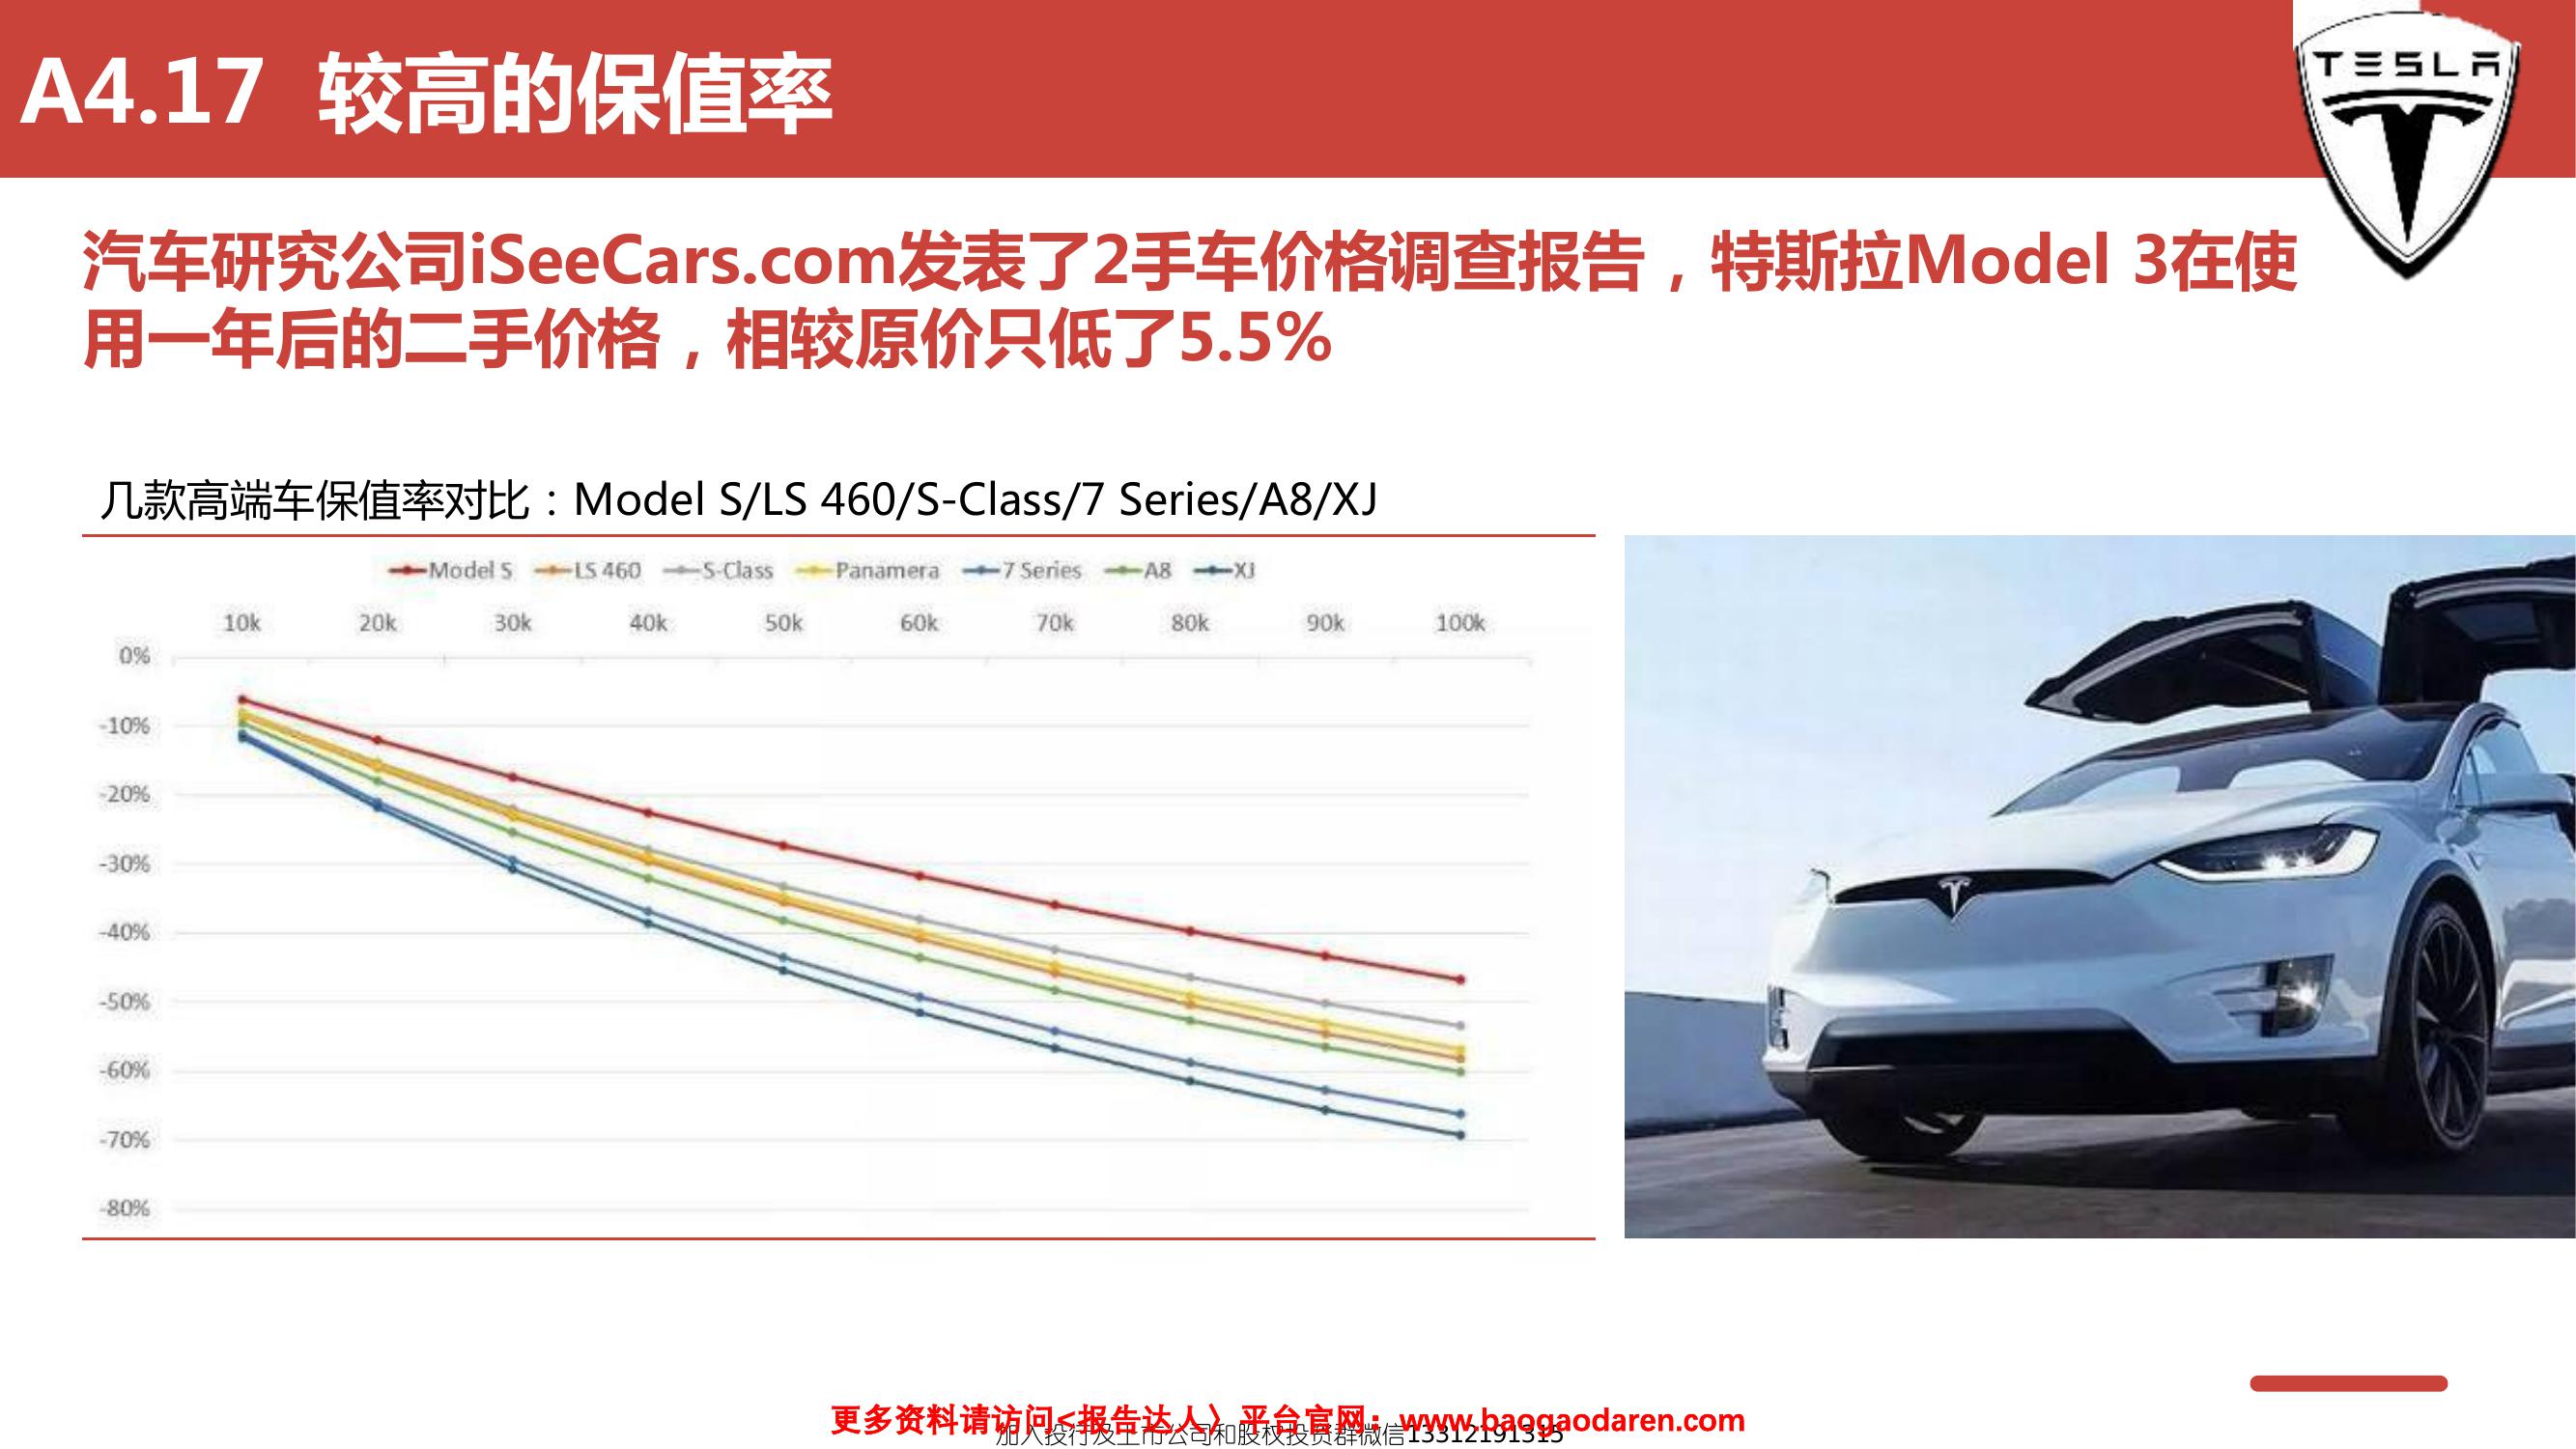 A4.17 较高的保值率
TESLA
汽车研究公司iSeeCars.com发表了2手车价格调查报告，特斯拉Model 3在使
用一年后的二手价格，相较原价只低了5.5%
几款高端车保值率对比：Model S/LS 460/S-Class/7 Series/A8/XJ
Model S LS 460 S-Class Panamera 7 Series A8 XJ
10k 20k 30k 40k 50k 60k 70k 80k 90k 100k
0%
-10%
-20%
-30%
-40%
-50%
-60%
-70%
-80%
更多资料请访问<报告达人〉平台官网：www.baogaodaren.com
加入投行及上市公司和股权投资群微信13312191315